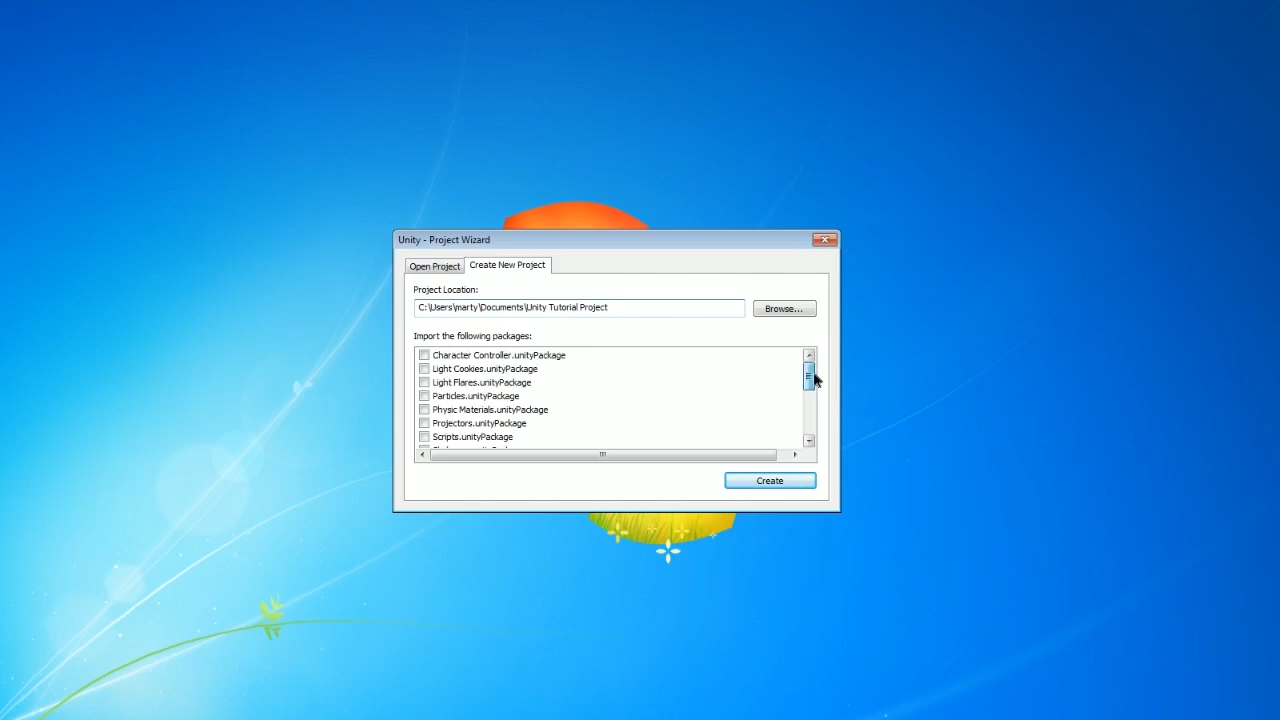 Unity - Project Wizard
Open Project
Create New Project
Project Location:
C:\Users\marty\Documents\Unity Tutorial Project
Browse...
Import the following packages:
Character Controller.unityPackage
Light Cookies.unityPackage
Light Flares.unityPackage
Particles.unityPackage
Physic Materials.unityPackage
Projectors.unityPackage
Scripts.unityPackage
Create